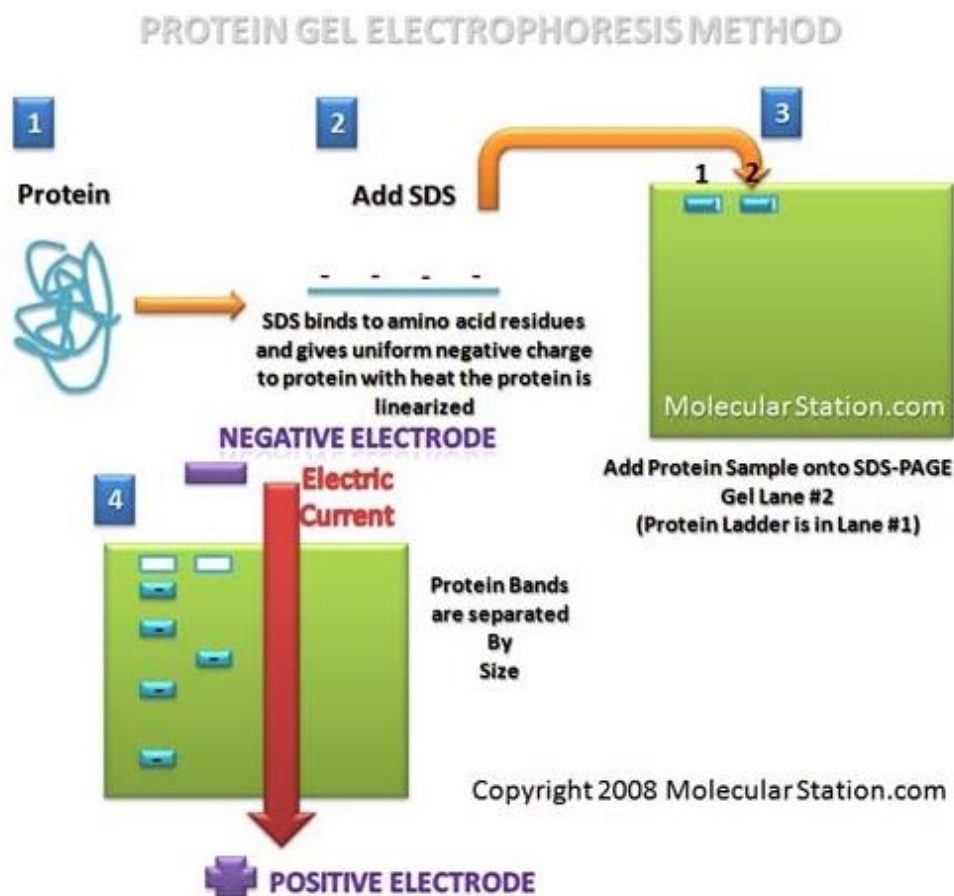 PROTEIN GEL ELECTROPHORESIS METHOD
1
2
3
Protein
Add SDS
1 2
- - - -
SDS binds to amino acid residues
and gives uniform negative charge
to protein with heat the protein is
linearized
MolecularStation.com
Add Protein Sample onto SDS-PAGE
Gel Lane #2
(Protein Ladder is in Lane #1)
NEGATIVE ELECTRODE
4
Electric
Current
Protein Bands
are separated
By
Size
Copyright 2008 MolecularStation.com
POSITIVE ELECTRODE